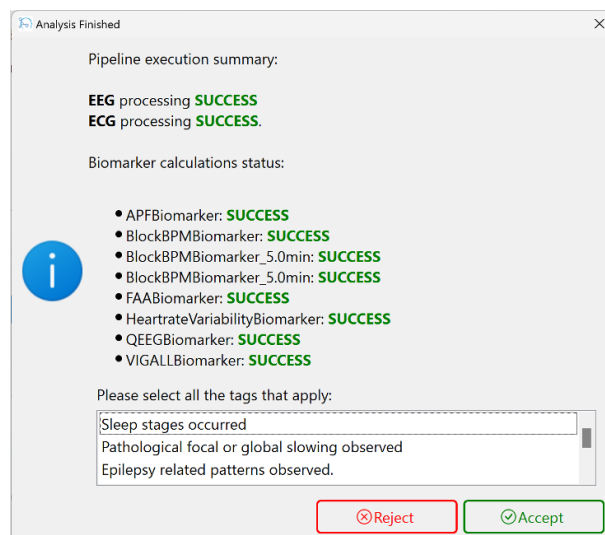 Analysis Finished
Pipeline execution summary:
EEG processing SUCCESS
ECG processing SUCCESS.
Biomarker calculations status:
• APFBiomarker: SUCCESS
• BlockBPMBiomarker: SUCCESS
• BlockBPMBiomarker_5.0min: SUCCESS
• BlockBPMBiomarker_5.0min: SUCCESS
• FAABiomarker: SUCCESS
• HeartrateVariabilityBiomarker: SUCCESS
• QEEGBiomarker: SUCCESS
• VIGALLBiomarker: SUCCESS
Please select all the tags that apply:
Sleep stages occurred
Pathological focal or global slowing observed
Epilepsy related patterns observed.
Reject Accept